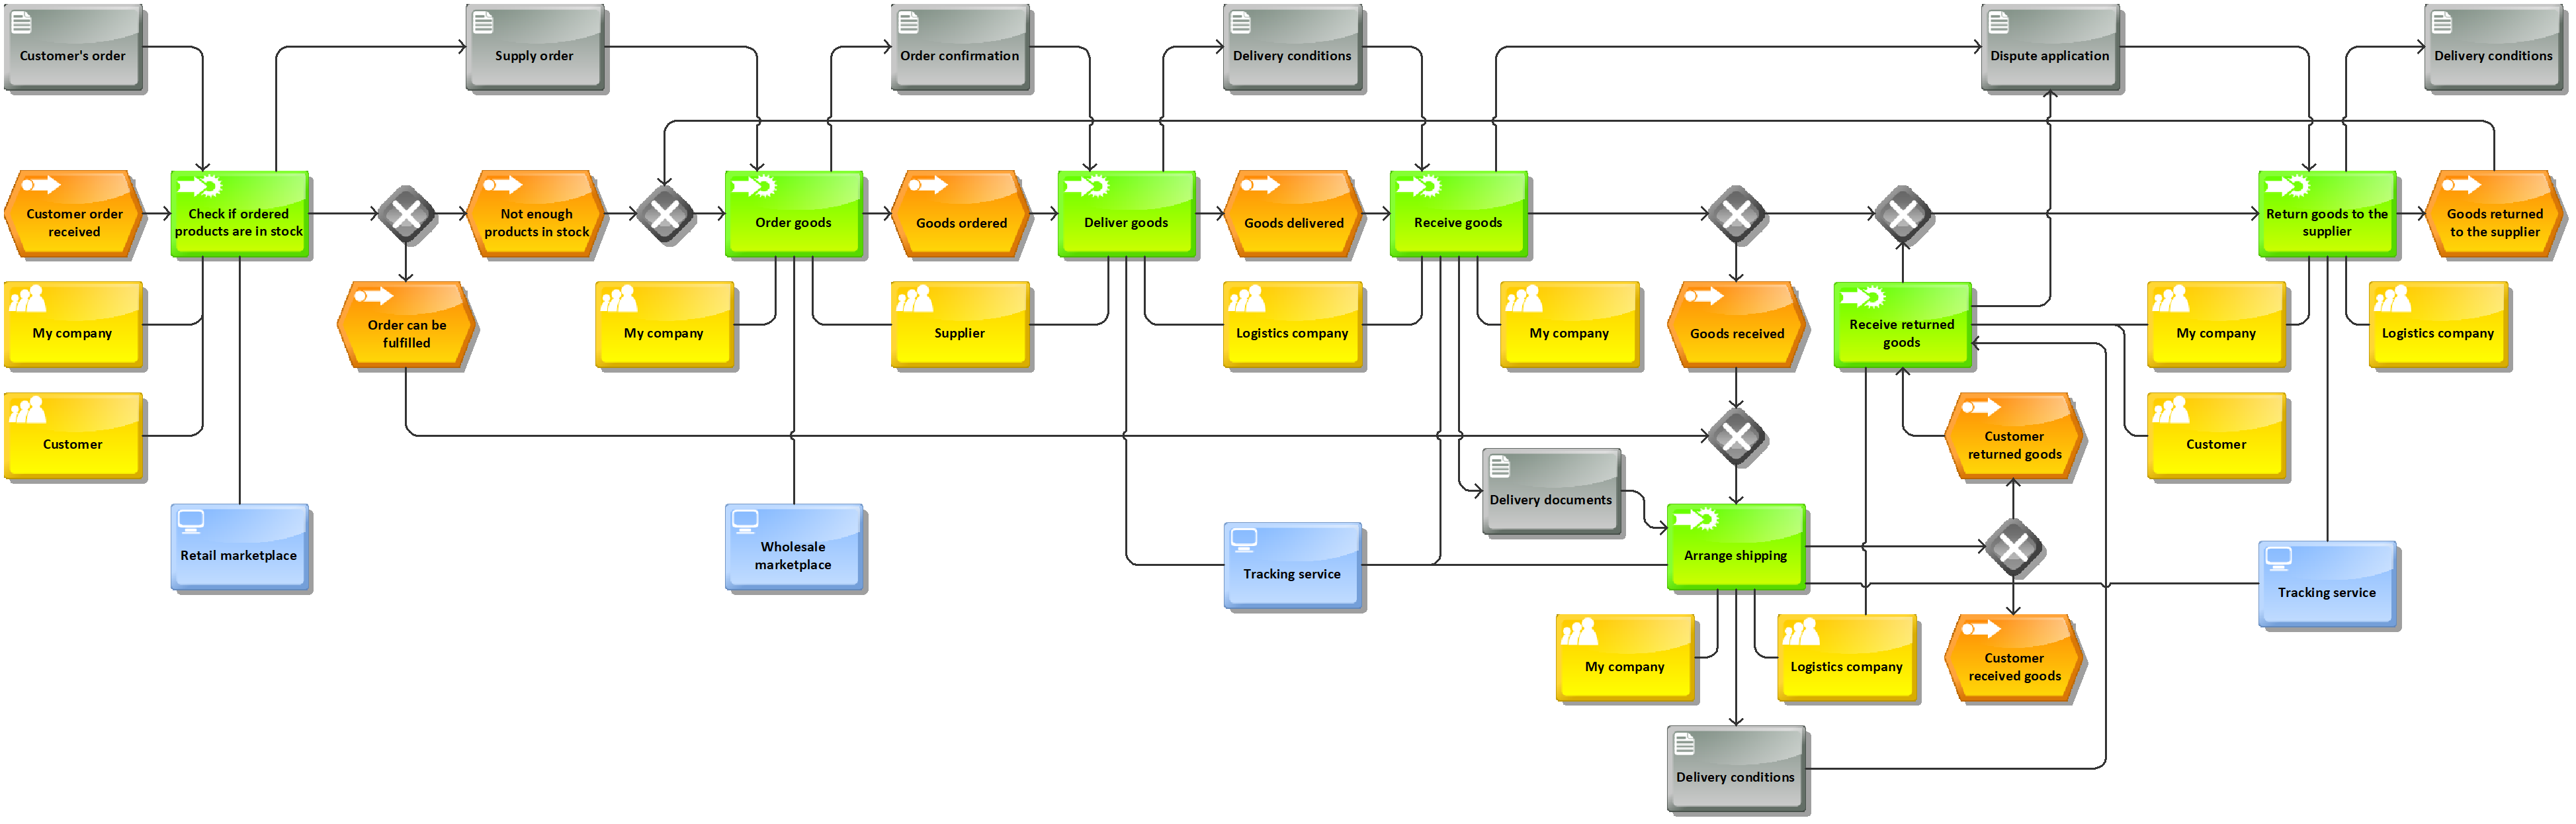 Customer's order
Supply order
Order confirmation
Delivery conditions
Dispute application
Delivery conditions
Customer order
received
Check if ordered
products are in stock
Not enough
products in stock
Order goods
Goods ordered
Deliver goods
Goods delivered
Receive goods
Return goods to the
supplier
Goods returned
to the supplier
My company
Order can be
fulfilled
My company
Supplier
Logistics company
My company
Goods received
Receive returned
goods
My company
Logistics company
Customer
Customer
returned goods
Customer
Delivery documents
Retail marketplace
Wholesale
marketplace
Tracking service
Arrange shipping
Tracking service
My company
Logistics company
Customer
received goods
Delivery conditions